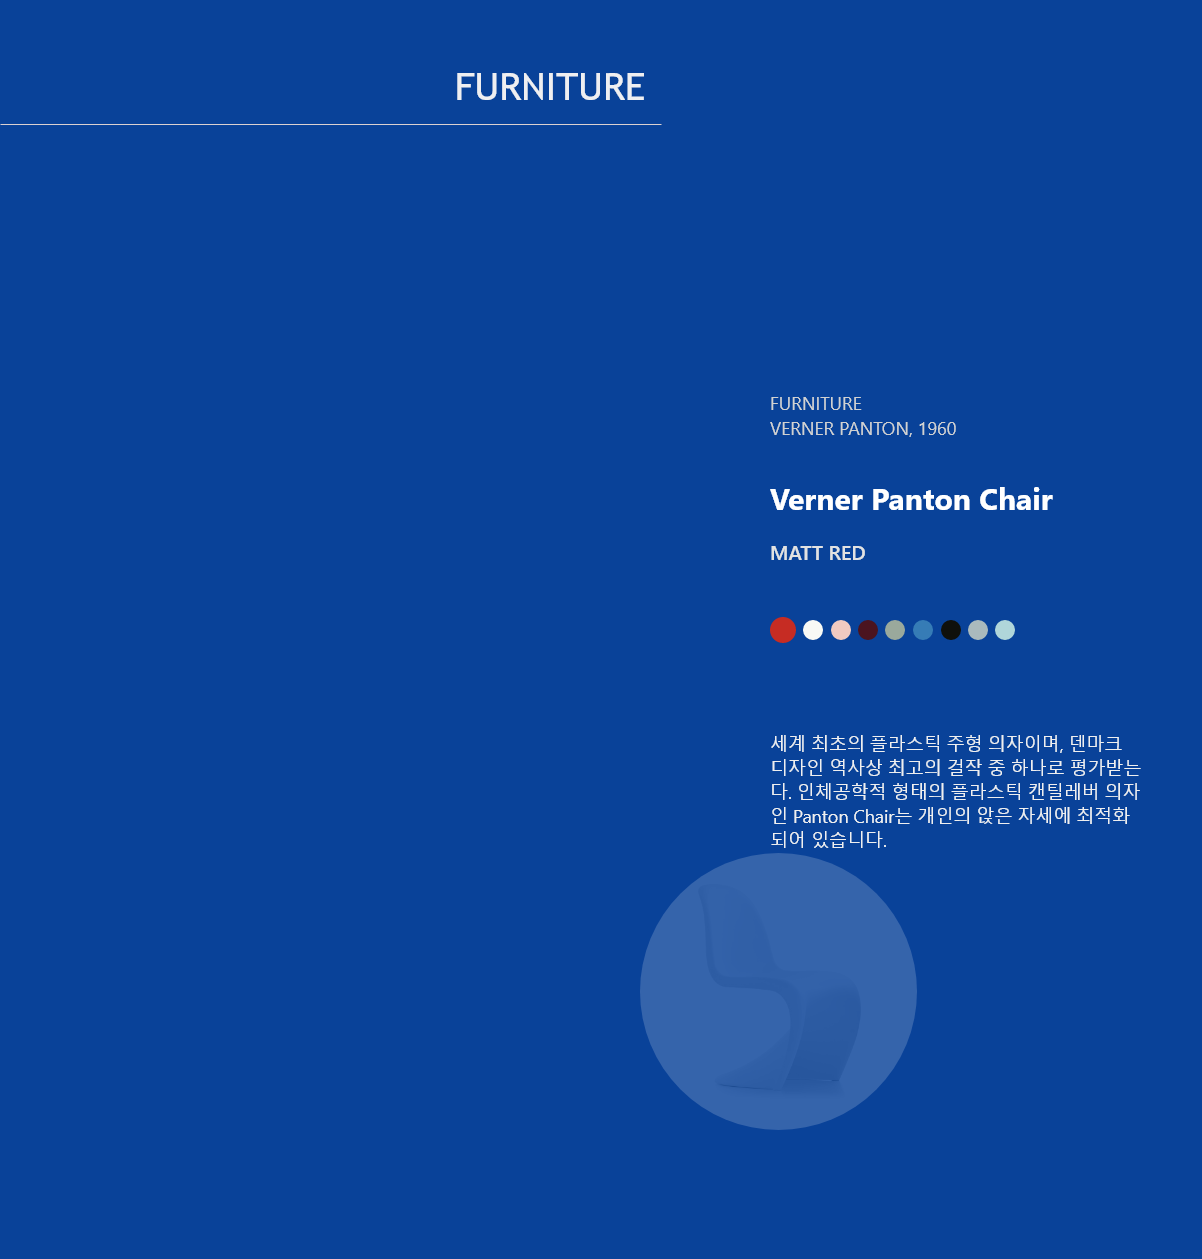 FURNITURE
FURNITURE
VERNER PANTON, 1960
Verner Panton Chair
MATT RED
세계 최초의 플라스틱 주형 의자이며, 덴마크
디자인 역사상 최고의 걸작 중 하나로 평가받는
다. 인체공학적 형태의 플라스틱 캔틸레버 의자
인 Panton Chair는 개인의 앉은 자세에 최적화
되어 있습니다.